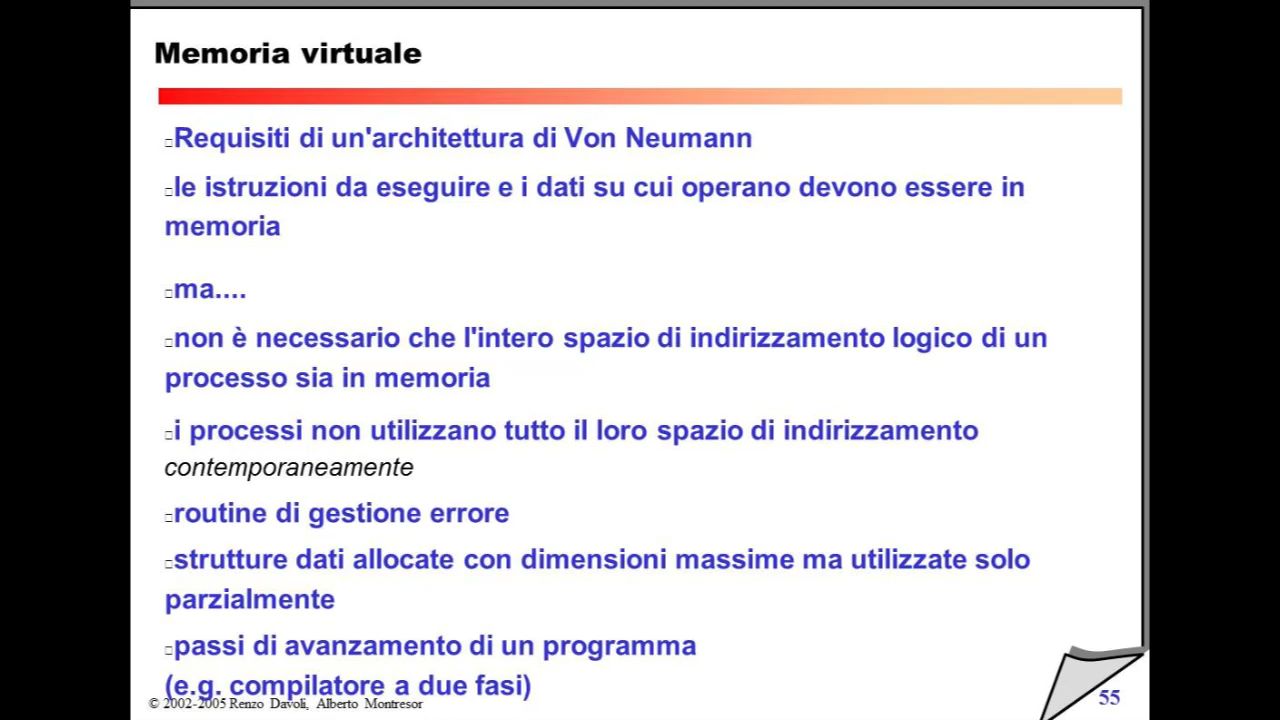 Memoria virtuale
Requisiti di un'architettura di Von Neumann
le istruzioni da eseguire e i dati su cui operano devono essere in
memoria
ma....
non è necessario che l'intero spazio di indirizzamento logico di un
processo sia in memoria
i processi non utilizzano tutto il loro spazio di indirizzamento
contemporaneamente
routine di gestione errore
strutture dati allocate con dimensioni massime ma utilizzate solo
parzialmente
passi di avanzamento di un programma
(e.g. compilatore a due fasi)
© 2002-2005 Renzo Davoli, Alberto Montresor
55